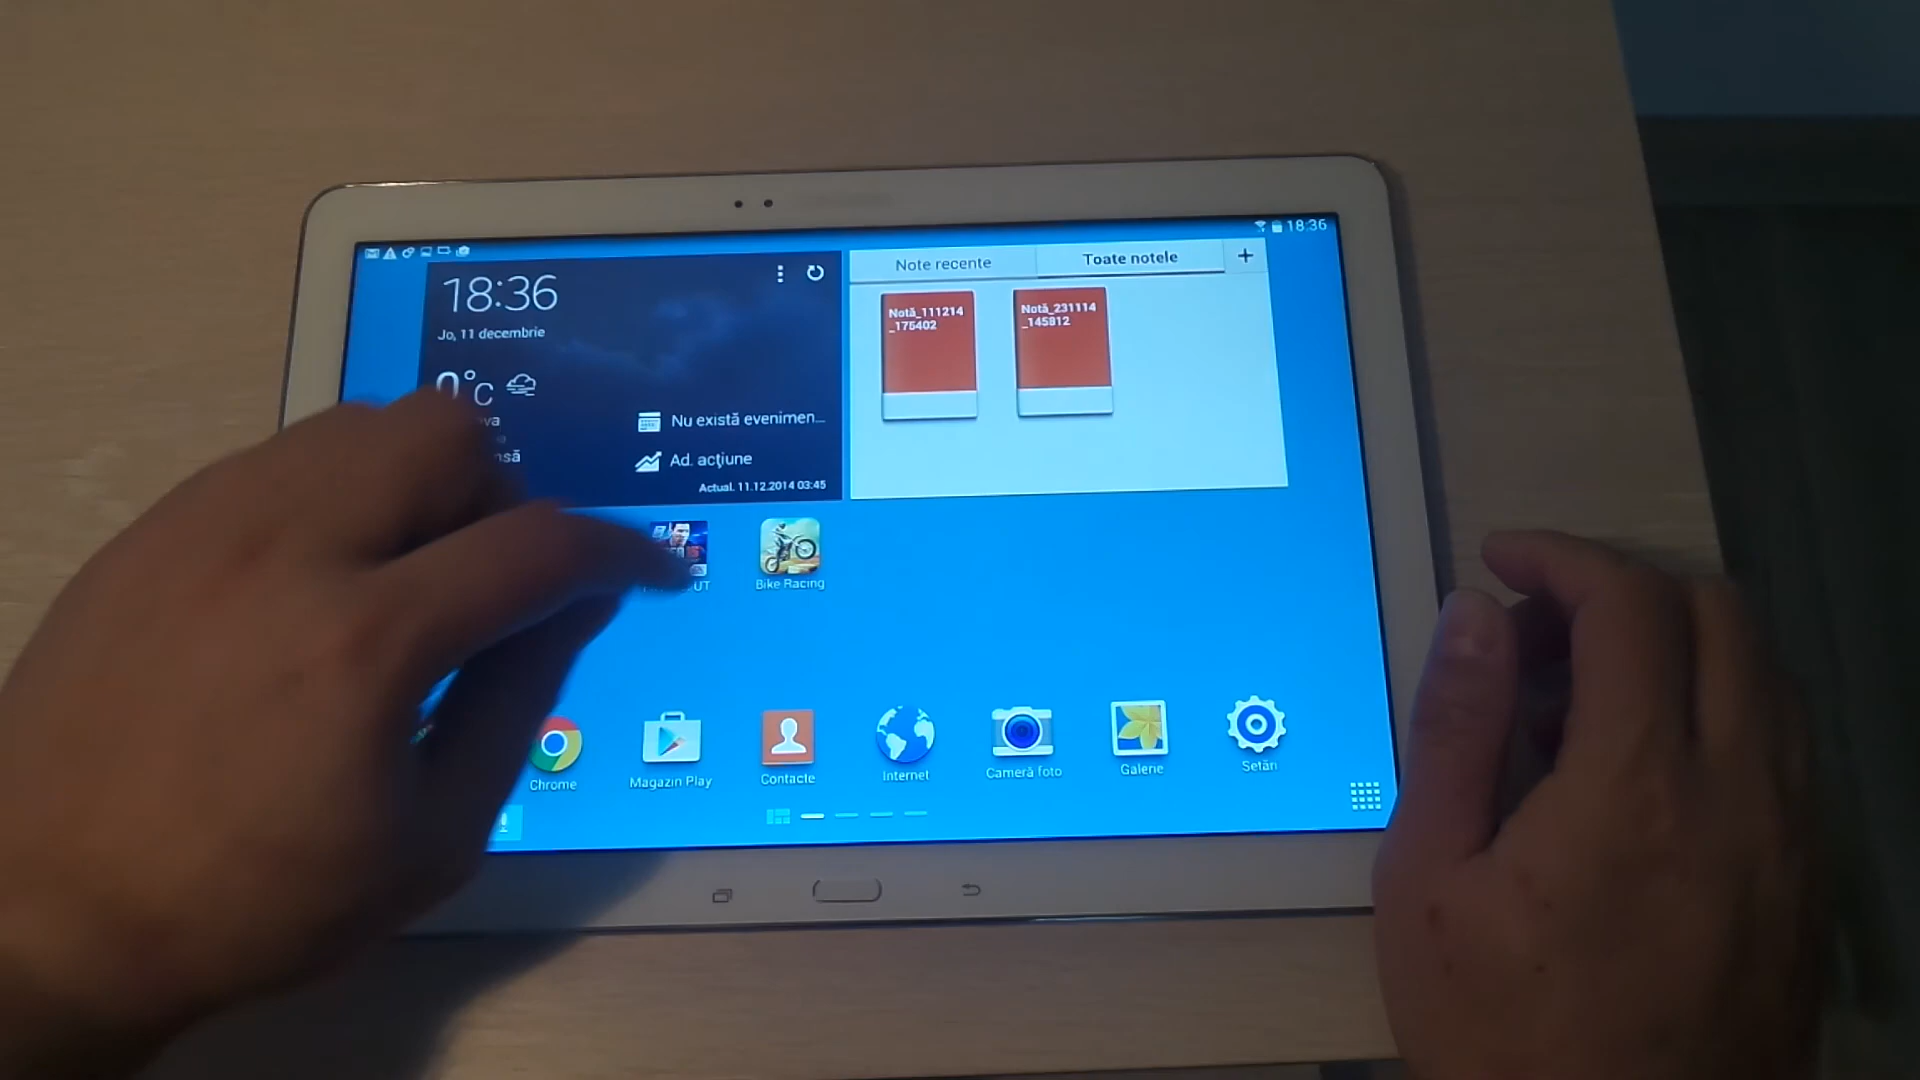 18:36
18:36
Jo, 11 decembrie
0°C
Nu există evenimen...
Ad. acțiune
Actual. 11.12.2014 03:45
Note recente
Toate notele
+
Notă_111214
_175402
Notă_231114
_145812
Bike Racing
Chrome
Magazin Play
Contacte
Internet
Cameră foto
Galerie
Setări